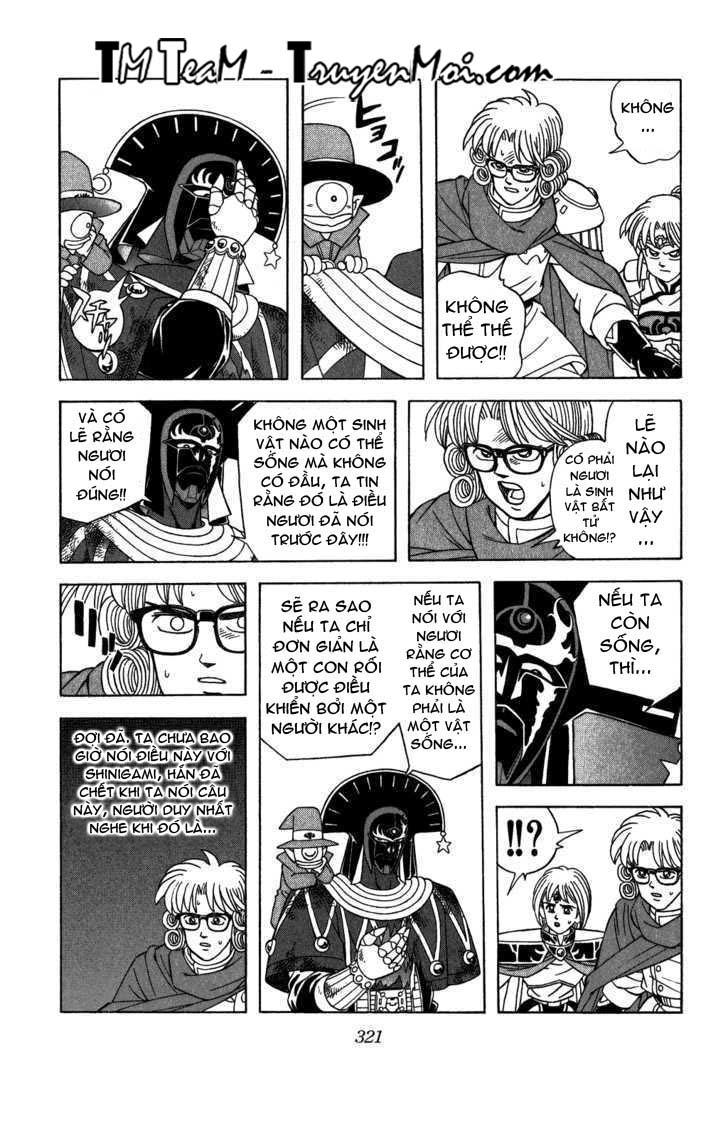 TM TeaM - TruyenMoi.com
KHÔNG
...
KHÔNG
THỂ THẾ
ĐƯỢC!!
ヒョコッ
LẼ
NÀO
LẠI
NHƯ
VẬY
...
CÓ PHẢI
NGƯƠI
LÀ SINH
VẬT BẤT
TỬ
KHÔNG!?
KHÔNG MỘT SINH
VẬT NÀO CÓ THỂ
SỐNG MÀ KHÔNG
CÓ ĐẦU, TA TIN
RẰNG ĐÓ LÀ ĐIỀU
NGƯƠI ĐÃ NÓI
TRƯỚC ĐÂY!!!
VÀ CÓ
LẼ RẰNG
NGƯƠI
NÓI
ĐÚNG!!
NẾU TA
CÒN
SỐNG,
THÌ...
NẾU TA
NÓI VỚI
NGƯƠI
RẰNG CƠ
THỂ CỦA
TA KHÔNG
PHẢI LÀ
MỘT VẬT
SỐNG...
SẼ RA SAO
NẾU TA CHỈ
ĐƠN GIẢN LÀ
MỘT CON RỐI
ĐƯỢC ĐIỀU
KHIỂN BỞI MỘT
NGƯỜI KHÁC!?
!!?
ĐỢI ĐÃ. TA CHƯA BAO
GIỜ NÓI ĐIỀU NÀY VỚI
SHINIGAMI, HẮN ĐÃ
CHẾT KHI TA NÓI CÂU
NÀY, NGƯỜI DUY NHẤT
NGHE KHI ĐÓ LÀ...
321